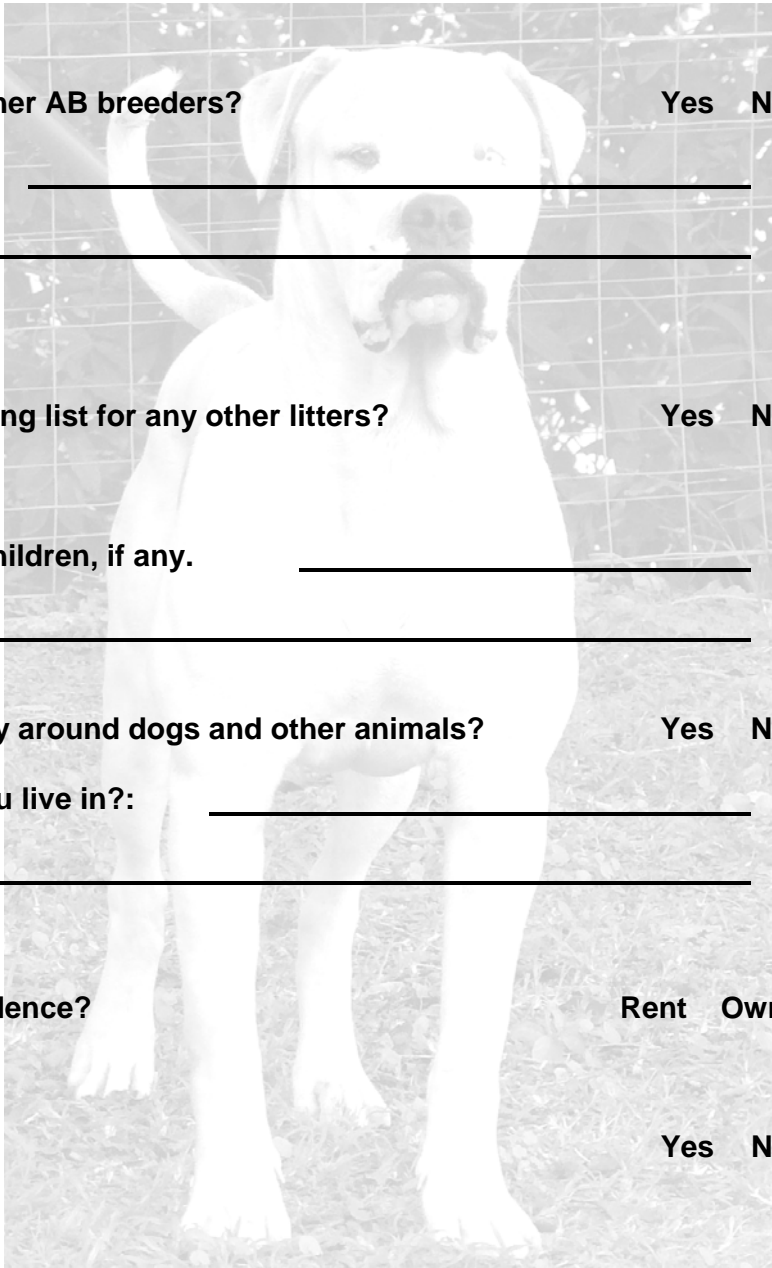 her AB breeders? Yes N
ng list for any other litters? Yes N
hildren, if any.
y around dogs and other animals? Yes N
u live in?:
dence? Rent Own
Yes N